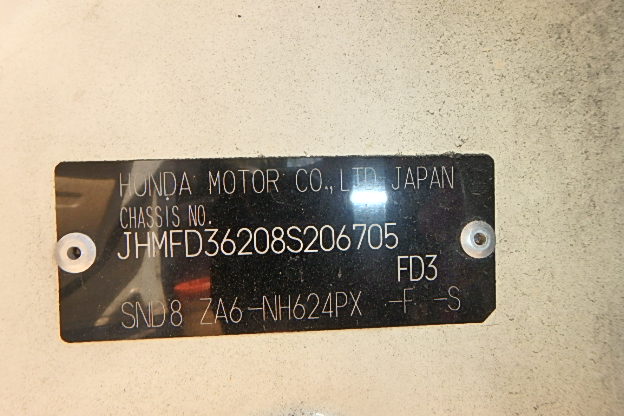 HONDA MOTOR CO., LTD. JAPAN
CHASSIS NO.
JHMFD36208S206705
FD3
SND8 ZA6-NH624PX -F -S